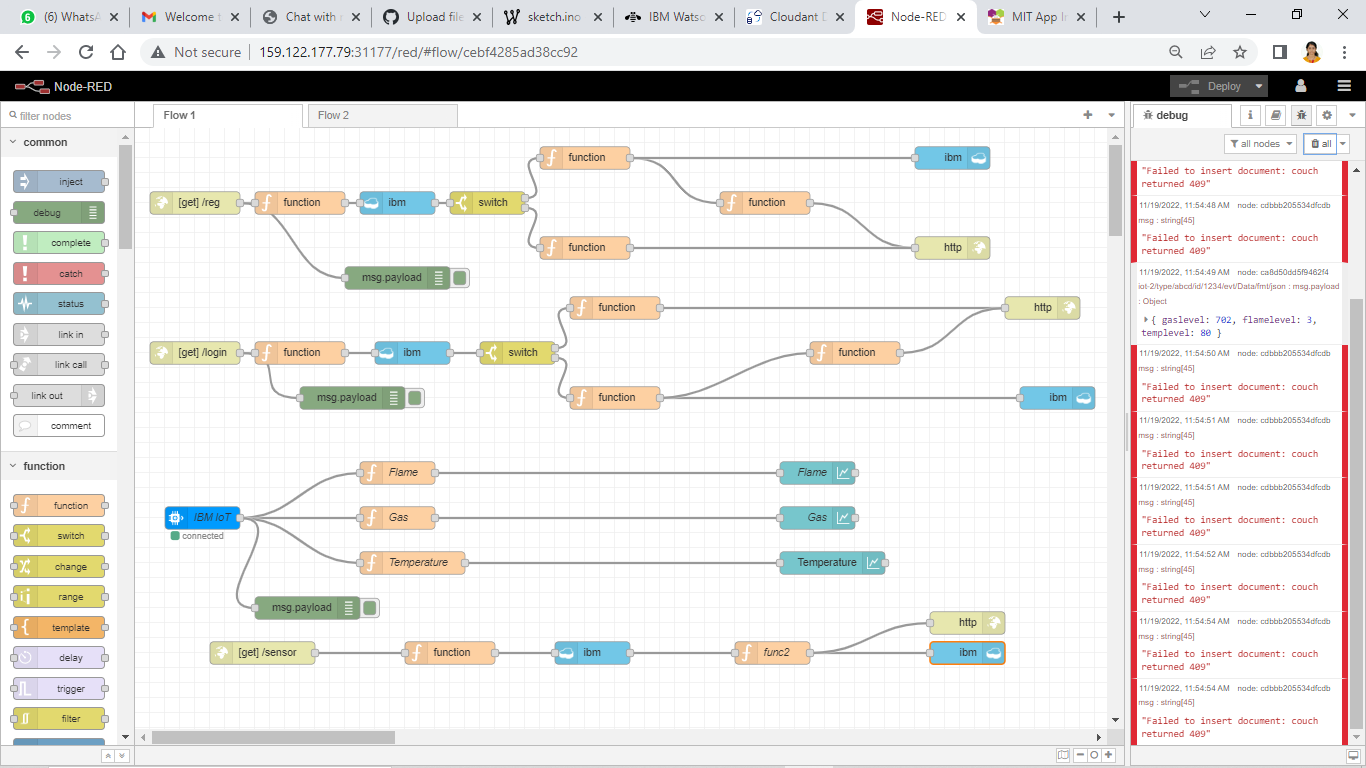 (6) WhatsA
Welcome t
Chat with r
Upload file
sketch.ino
IBM Watso
Cloudant D
Node-RED
MIT App In
Not secure
159.122.177.79:31177/red/#flow/cebf4285ad38cc92
Node-RED
Deploy
filter nodes
common
inject
debug
complete
catch
status
link in
link call
link out
comment
function
function
switch
change
range
template
delay
trigger
filter
Flow 1
Flow 2
function
ibm
[get] /reg
function
ibm
switch
function
function
http
msg.payload
function
http
[get] /login
function
ibm
switch
function
msg.payload
function
ibm
Flame
Flame
IBM IoT
connected
Gas
Gas
Temperature
Temperature
msg.payload
http
[get] /sensor
function
ibm
func2
ibm
debug
all nodes
all
"Failed to insert document: couch
returned 409"
11/19/2022, 11:54:48 AM node: cdbbb205534dfcdb
msg : string[45]
"Failed to insert document: couch
returned 409"
11/19/2022, 11:54:49 AM node: ca8d50dd5f9462f4
iot-2/type/abcd/id/1234/evt/Data/fmt/json : msg.payload
: Object
{ gaslevel: 702, flamelevel: 3,
templevel: 80 }
11/19/2022, 11:54:50 AM node: cdbbb205534dfcdb
msg : string[45]
"Failed to insert document: couch
returned 409"
11/19/2022, 11:54:51 AM node: cdbbb205534dfcdb
msg : string[45]
"Failed to insert document: couch
returned 409"
11/19/2022, 11:54:51 AM node: cdbbb205534dfcdb
msg : string[45]
"Failed to insert document: couch
returned 409"
11/19/2022, 11:54:52 AM node: cdbbb205534dfcdb
msg : string[45]
"Failed to insert document: couch
returned 409"
11/19/2022, 11:54:54 AM node: cdbbb205534dfcdb
msg : string[45]
"Failed to insert document: couch
returned 409"
11/19/2022, 11:54:54 AM node: cdbbb205534dfcdb
msg : string[45]
"Failed to insert document: couch
returned 409"